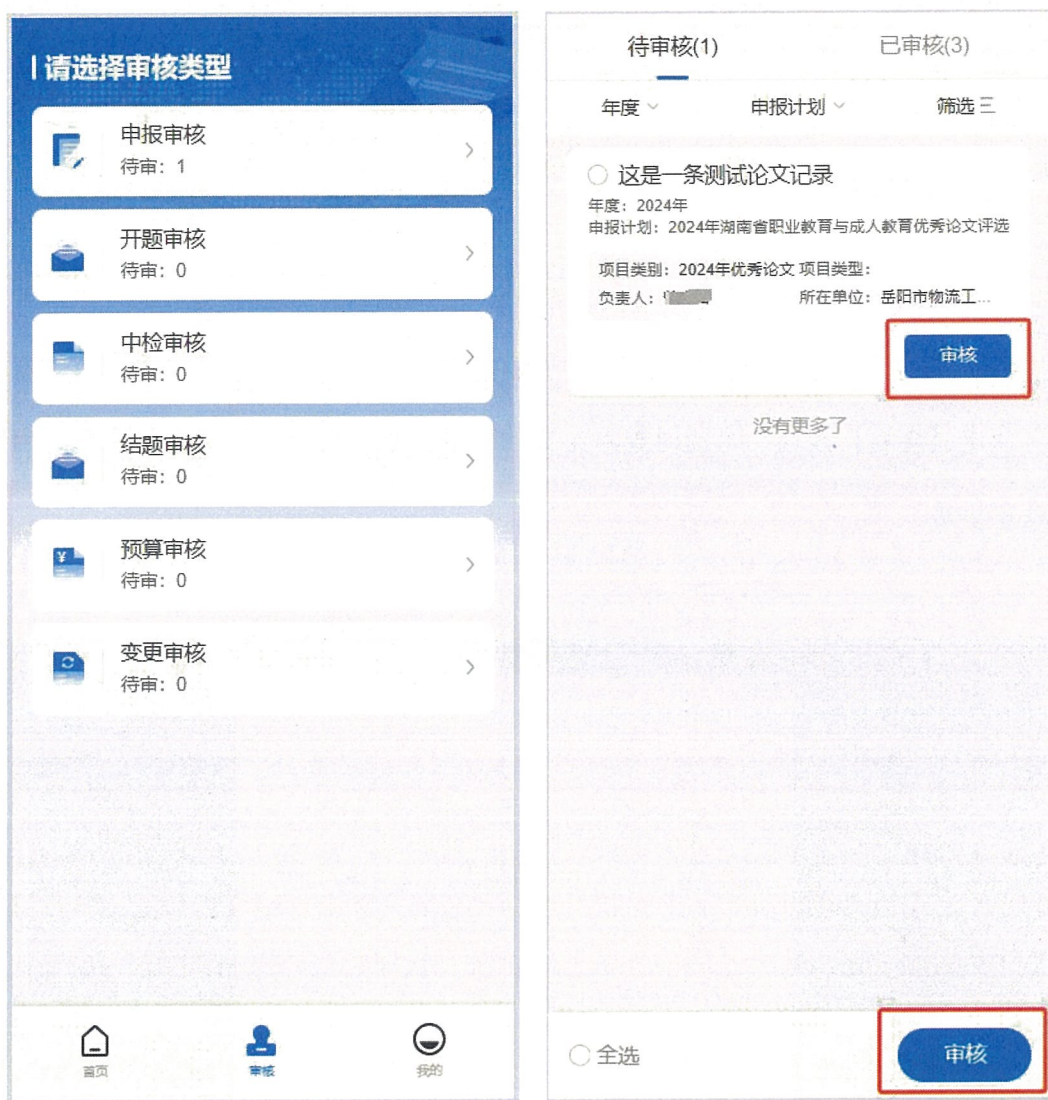 请选择审核类型
申报审核
待审：1
开题审核
待审：0
中检审核
待审：0
结题审核
待审：0
预算审核
待审：0
变更审核
待审：0
首页
审核
我的
待审核(1)
已审核(3)
年度
申报计划
筛选
这是一条测试论文记录
年度：2024年
申报计划：2024年湖南省职业教育与成人教育优秀论文评选
项目类别：2024年优秀论文 项目类型：
负责人：
所在单位：岳阳市物流工...
审核
没有更多了
全选
审核